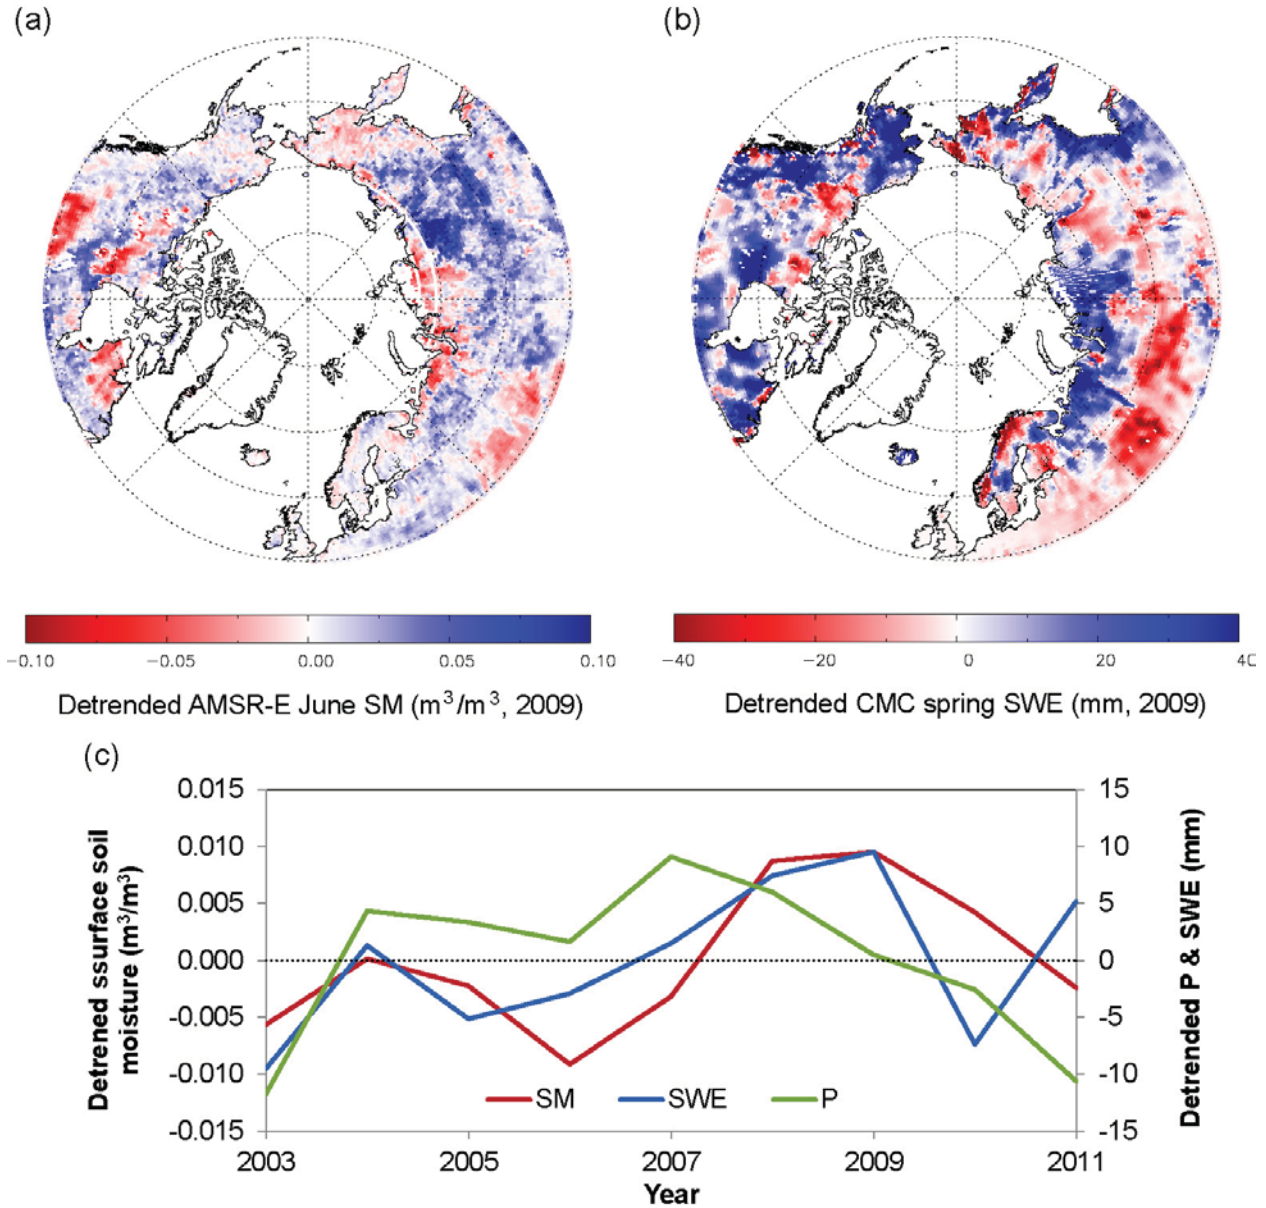 (a)
(b)
−0.10 −0.05 0.00 0.05 0.10
−40 −20 0 20 40
Detrended AMSR-E June SM (m³/m³, 2009)
Detrended CMC spring SWE (mm, 2009)
(c)
Detrened ssurface soil
moisture (m³/m³)
0.015
0.010
0.005
0.000
-0.005
-0.010
-0.015
15
10
5
0
-5
-10
-15
Detrended P & SWE (mm)
SM SWE P
2003 2005 2007 2009 2011
Year